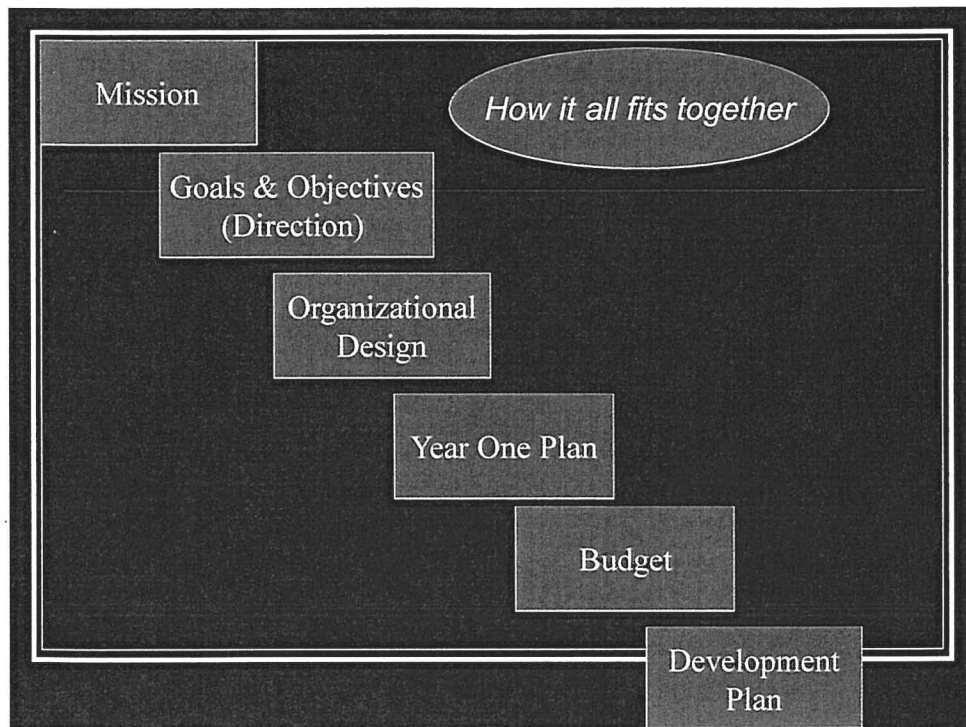 Mission
How it all fits together
Goals & Objectives
(Direction)
Organizational
Design
Year One Plan
Budget
Development
Plan